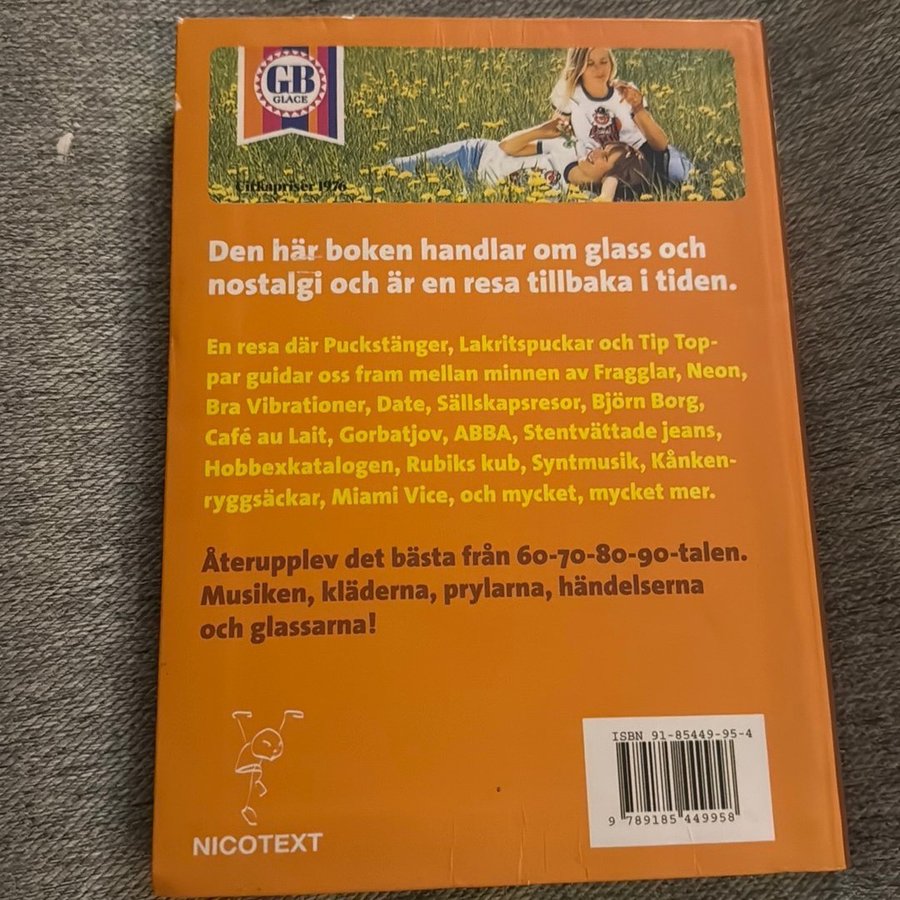 GB
GLACE
Cirkapriser 1976
Den här boken handlar om glass och
nostalgi och är en resa tillbaka i tiden.
En resa där Puckstänger, Lakritspuckar och Tip Top-
par guidar oss fram mellan minnen av Fragglar, Neon,
Bra Vibrationer, Date, Sällskapsresor, Björn Borg,
Café au Lait, Gorbatjov, ABBA, Stentvättade jeans,
Hobbexkatalogen, Rubiks kub, Syntmusik, Kånken-
ryggsäckar, Miami Vice, och mycket, mycket mer.
Återupplev det bästa från 60-70-80-90-talen.
Musiken, kläderna, prylarna, händelserna
och glassarna!
NICOTEXT
ISBN 91-85449-95-4
9 789185 449958